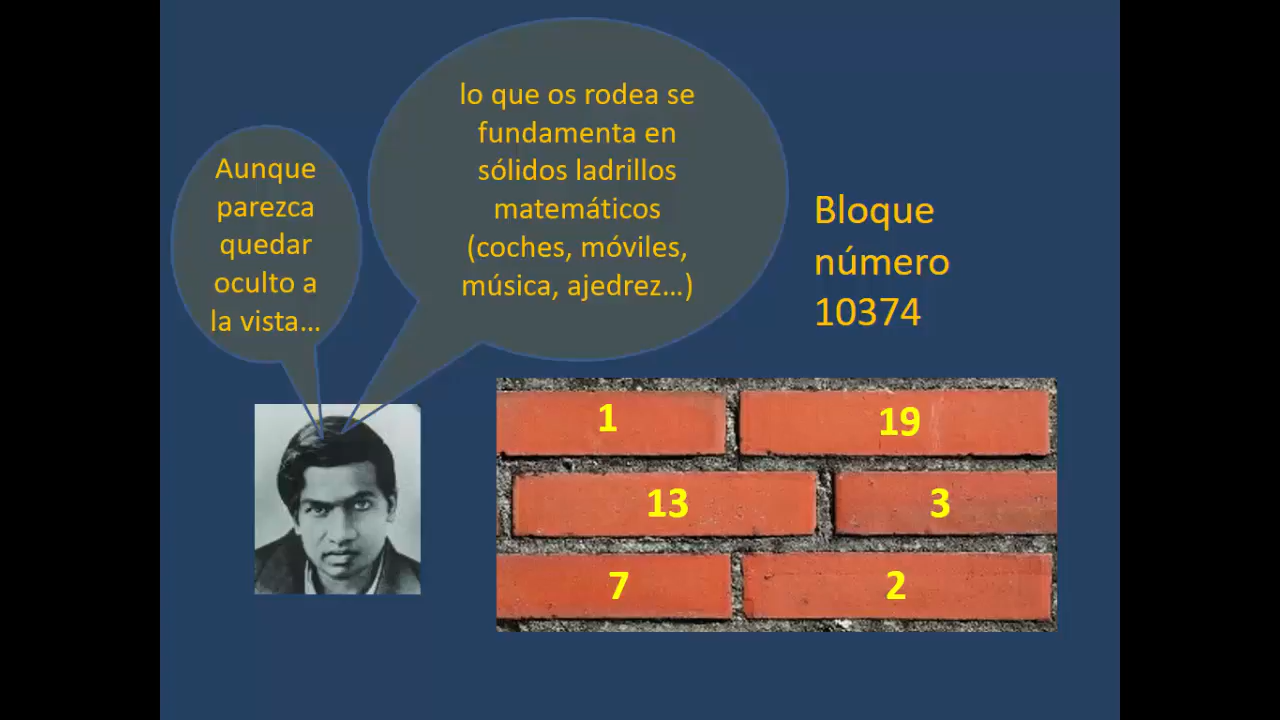 Aunque
parezca
quedar
oculto a
la vista...
lo que os rodea se
fundamenta en
sólidos ladrillos
matemáticos
(coches, móviles,
música, ajedrez...)
Bloque
número
10374
1
19
13
3
7
2